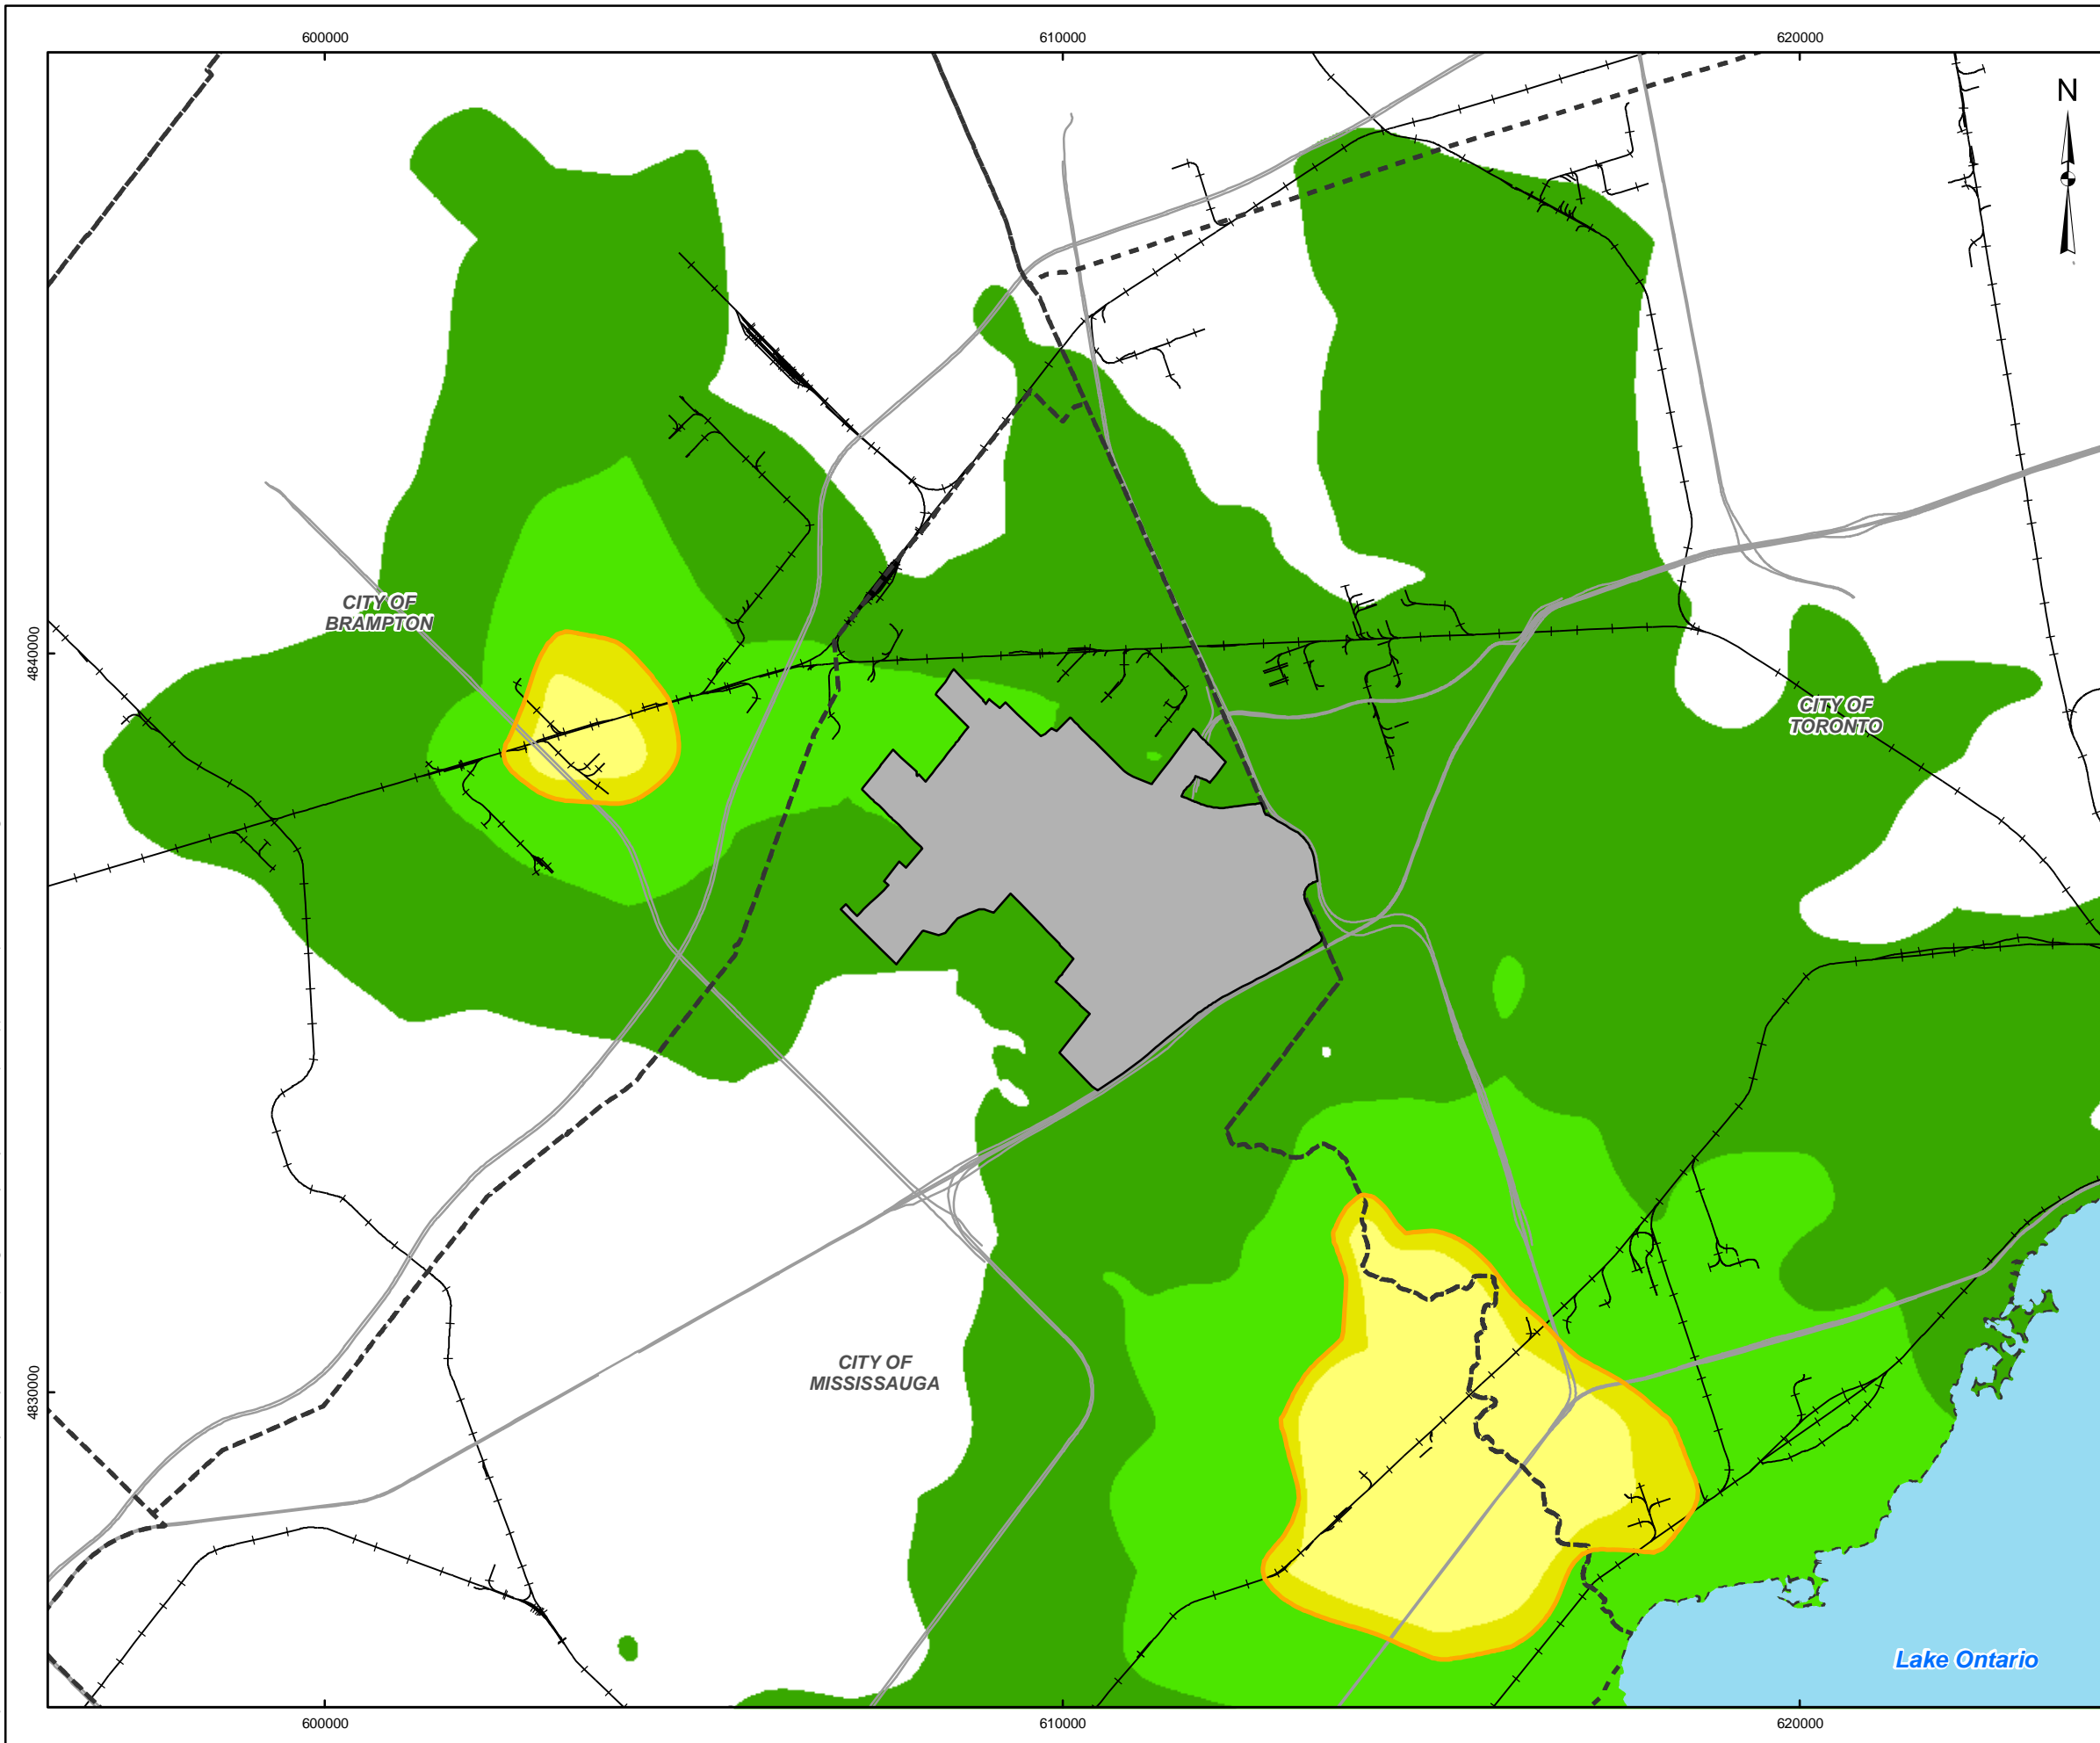 600000
610000
620000
N
4840000
CITY OF
BRAMPTON
CITY OF
TORONTO
4830000
CITY OF
MISSISSAUGA
Lake Ontario
600000
610000
620000